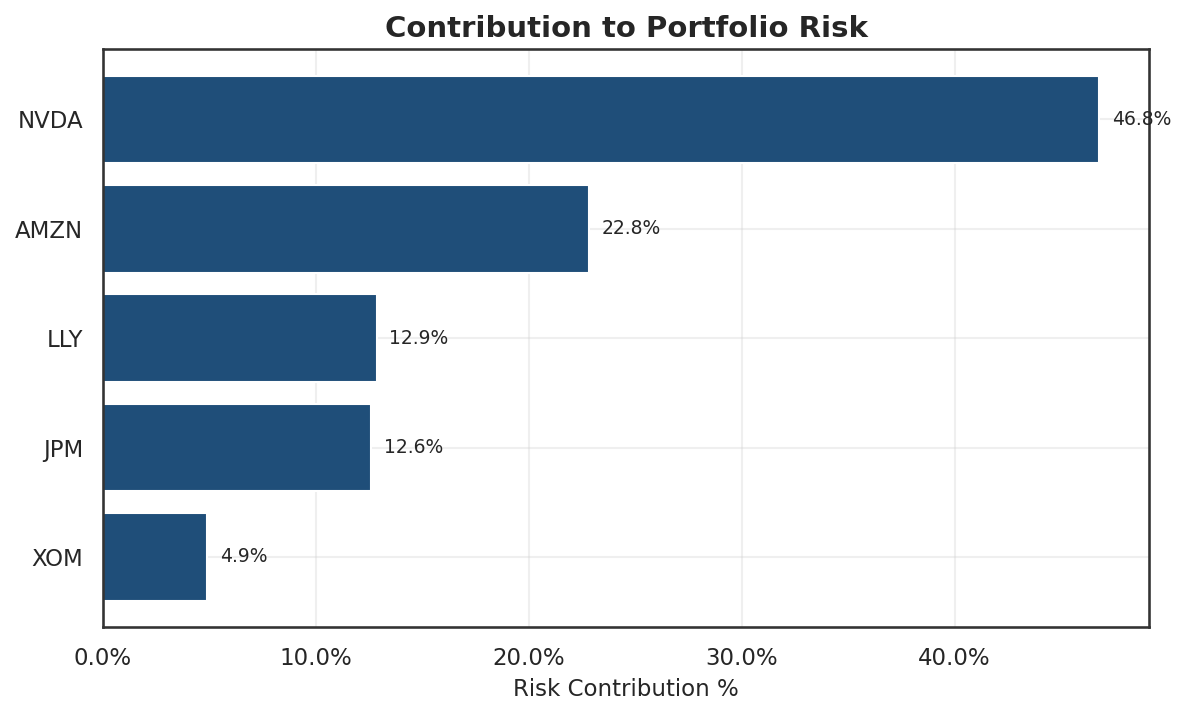 Contribution to Portfolio Risk
NVDA 46.8%
AMZN 22.8%
LLY 12.9%
JPM 12.6%
XOM 4.9%
0.0% 10.0% 20.0% 30.0% 40.0%
Risk Contribution %